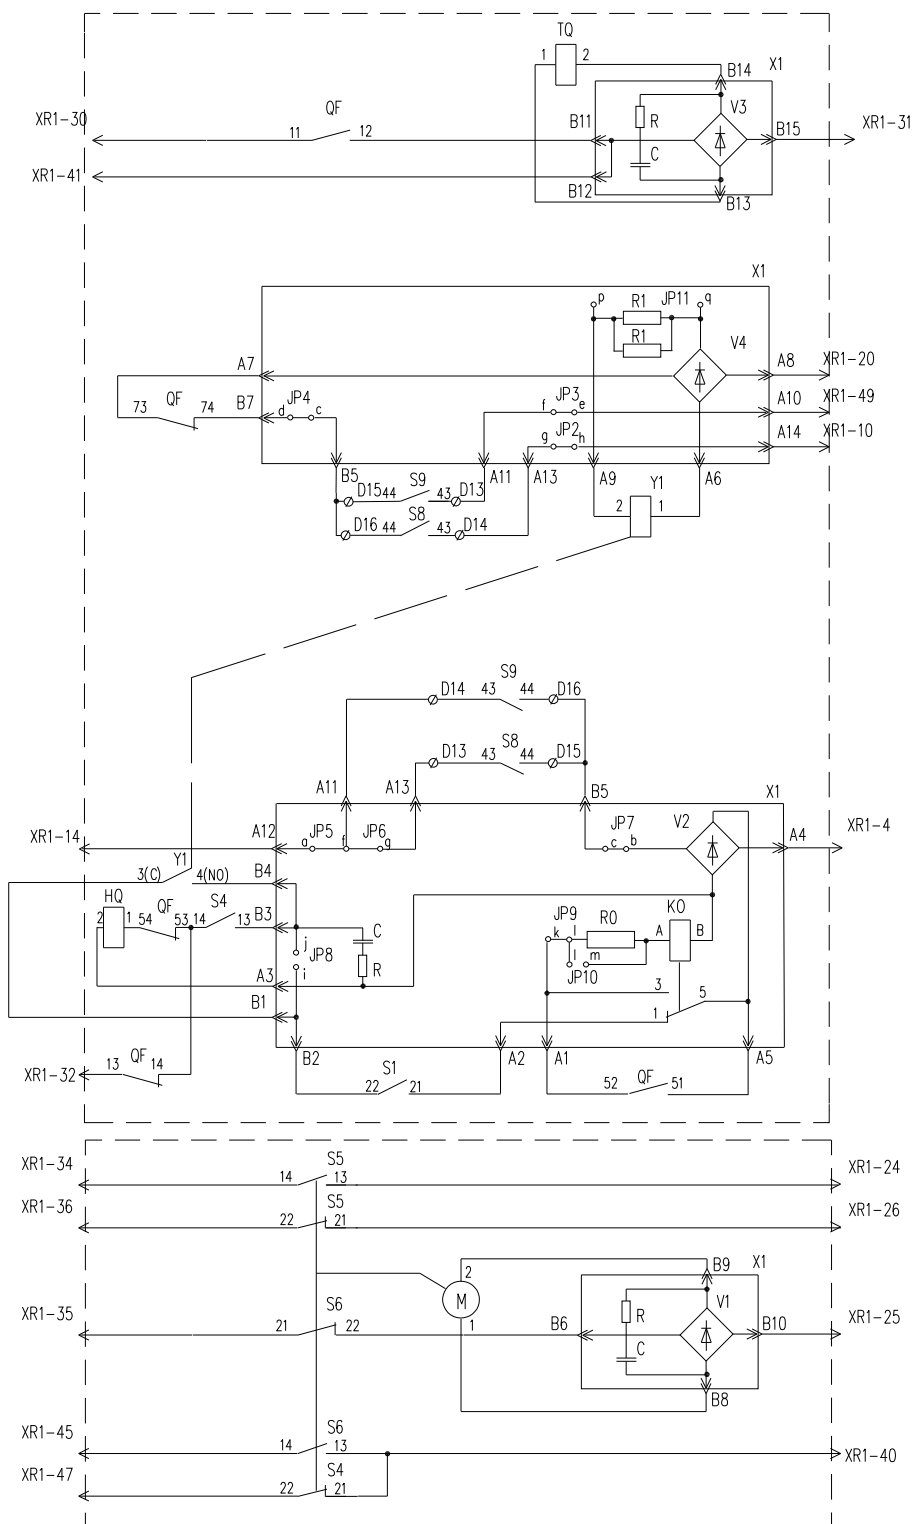 TQ
1 2
B14 X1
XR1-30 QF B11 R V3 B15 XR1-31
11 12
C
XR1-41 B12 B13
X1
p R1 JP11 q
R1 V4
A7 A8 XR1-20
QF B7 JP4 JP3 A10 XR1-49
73 74 d c f e
JP2 A14 XR1-10
g h
B5 S9 A11 A13 A9 Y1 A6
D15 44 43 D13 2 1
S8
D16 44 43 D14
S9
D14 43 44 D16
S8
D13 43 44 D15
A11 A13 B5 X1
XR1-14 A12 JP5 JP6 JP7 V2 A4 XR1-4
a f g c b
Y1 B4
3(C) 4(NO)
HQ QF S4 B3 JP9 R0 K0
2 1 54 53 14 13 j C k l A B
JP8 l m
A3 i R JP10
B1 3 5
1
XR1-32 13 QF 14 B2 S1 A2 A1 QF A5
22 21 52 51
XR1-34 S5 XR1-24
14 13
XR1-36 S5 XR1-26
22 21
B9 X1
2
XR1-35 S6 M R V1 XR1-25
21 22 1 B6 C B10
B8
XR1-45 S6 XR1-40
14 13
XR1-47 S4
22 21